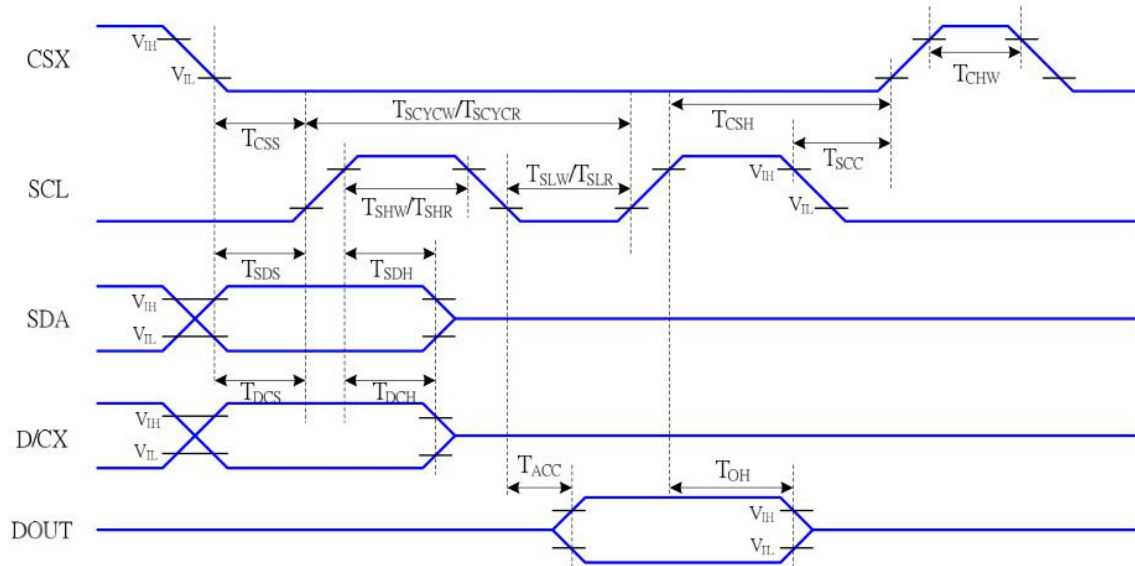 CSX
VIH
VIL
TCHW
TSCYCW/TSCYCR
TCSS
TCSH
TSCC
SCL
TSHW/TSHR
TSLW/TSLR
VIH
VIL
TSDS
TSDH
SDA
VIH
VIL
TDCS
TDCH
D/CX
VIH
VIL
TACC
TOH
DOUT
VIH
VIL